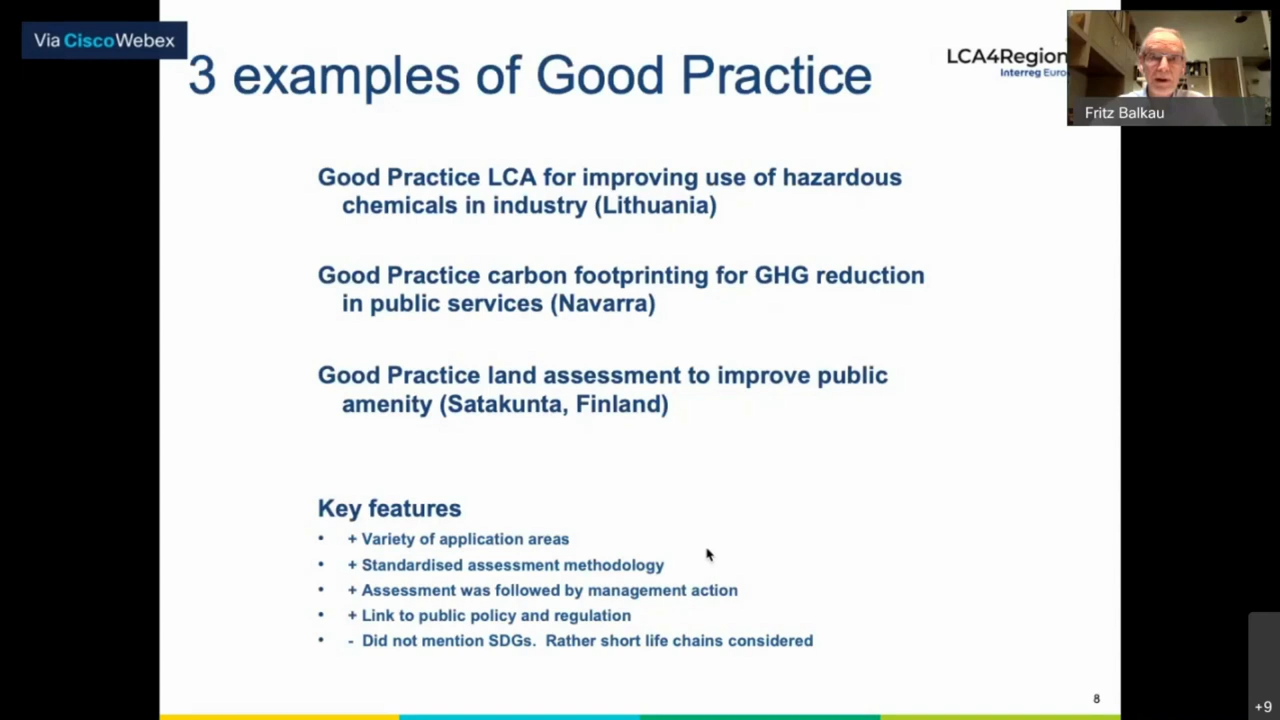 Via CiscoWebex
3 examples of Good Practice
LCA4Region
Interreg Euro
Fritz Balkau
Good Practice LCA for improving use of hazardous
chemicals in industry (Lithuania)
Good Practice carbon footprinting for GHG reduction
in public services (Navarra)
Good Practice land assessment to improve public
amenity (Satakunta, Finland)
Key features
• + Variety of application areas
• + Standardised assessment methodology
• + Assessment was followed by management action
• + Link to public policy and regulation
• - Did not mention SDGs. Rather short life chains considered
8
+9